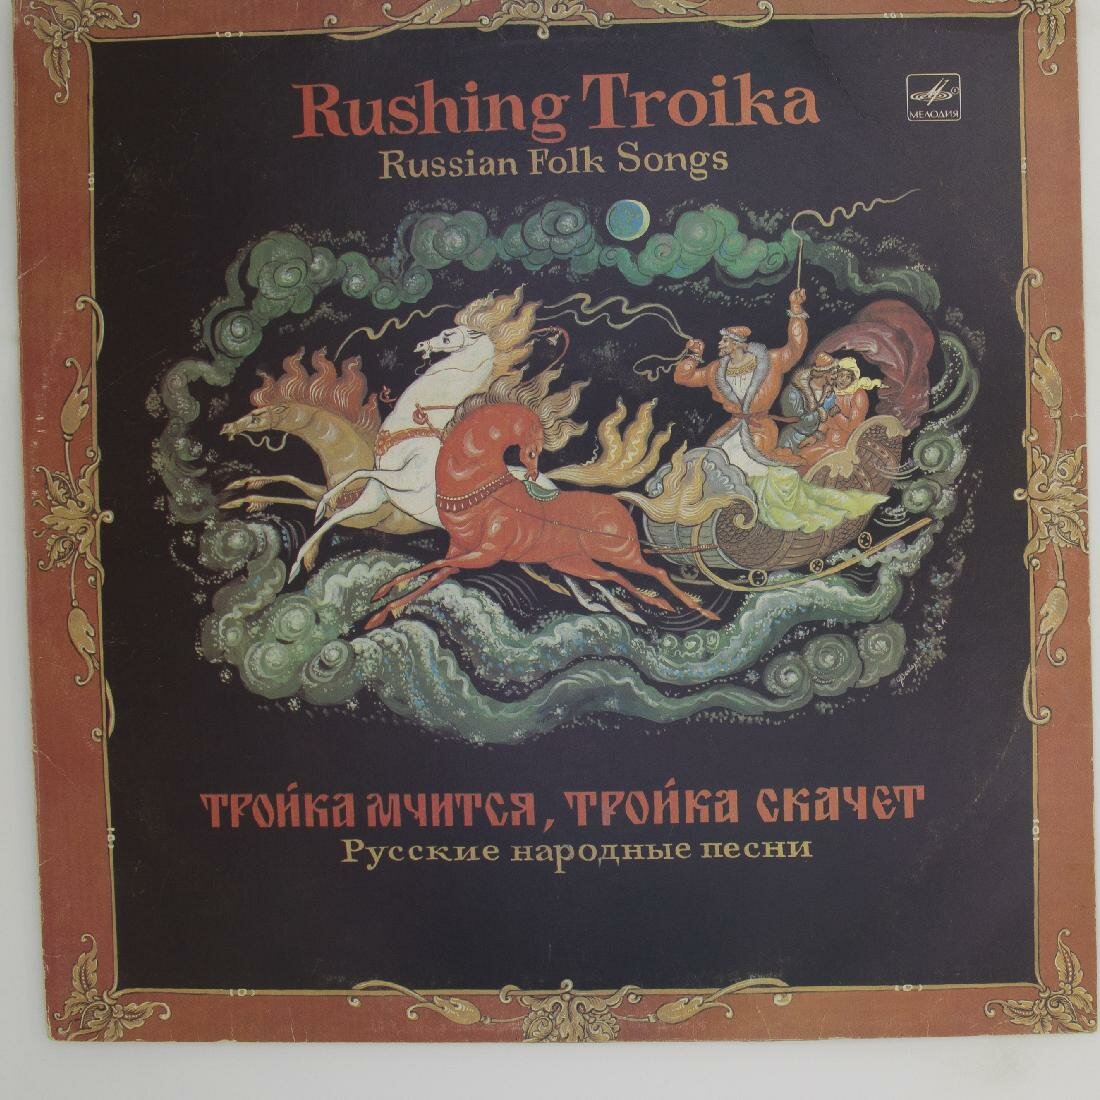 Rushing Troika
Russian Folk Songs
МЕЛОДИЯ
ТРОЙКА МЧИТСЯ, ТРОЙКА СКАЧЕТ
Русские народные песни